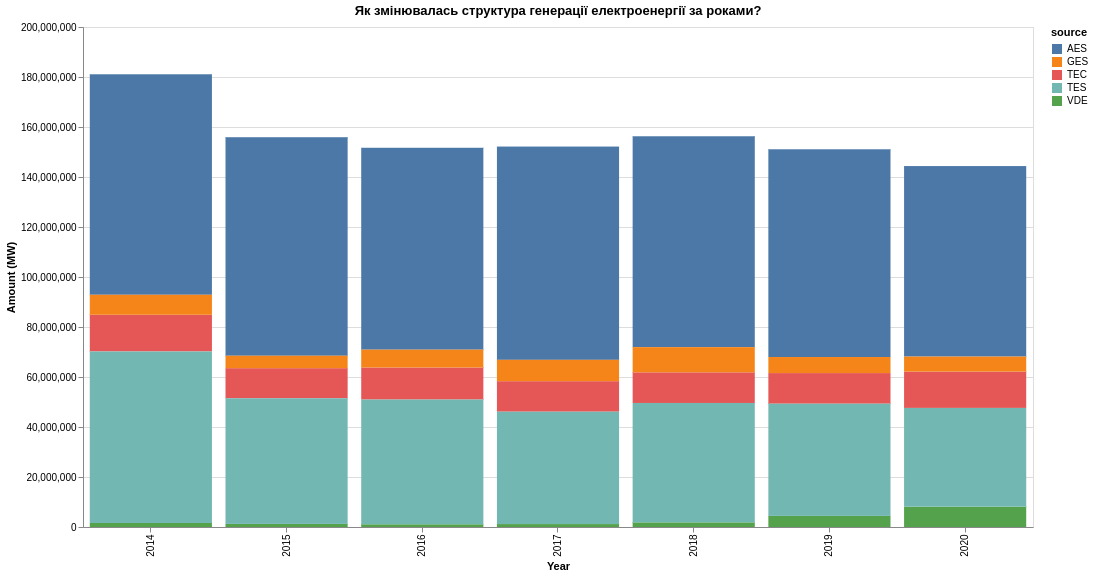 Як змінювалась структура генерації електроенергії за роками?
200,000,000
180,000,000
160,000,000
140,000,000
120,000,000
100,000,000
80,000,000
60,000,000
40,000,000
20,000,000
0
Amount (MW)
2014
2015
2016
2017
2018
2019
2020
Year
source
AES
GES
TEC
TES
VDE